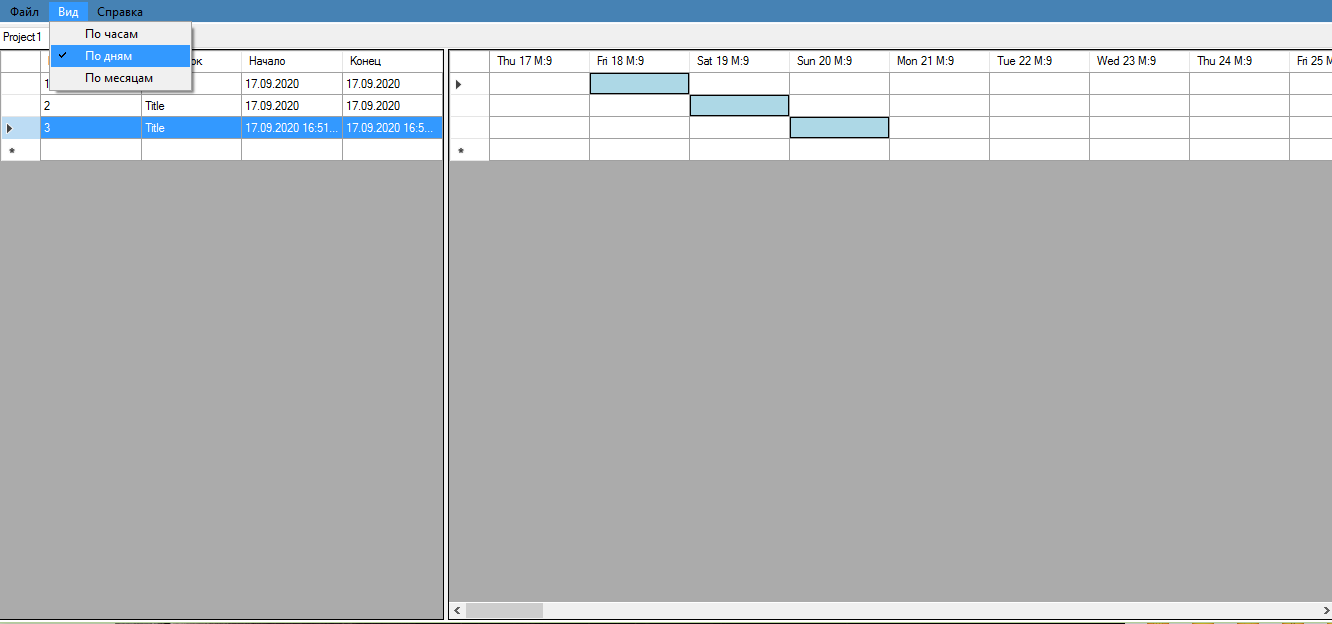 Файл Вид Справка
По часам
По дням
По месяцам
Project1
ок Начало Конец
1 17.09.2020 17.09.2020
2 Title 17.09.2020 17.09.2020
3 Title 17.09.2020 16:51... 17.09.2020 16:5...
*
Thu 17 M:9 Fri 18 M:9 Sat 19 M:9 Sun 20 M:9 Mon 21 M:9 Tue 22 M:9 Wed 23 M:9 Thu 24 M:9 Fri 25 M
*